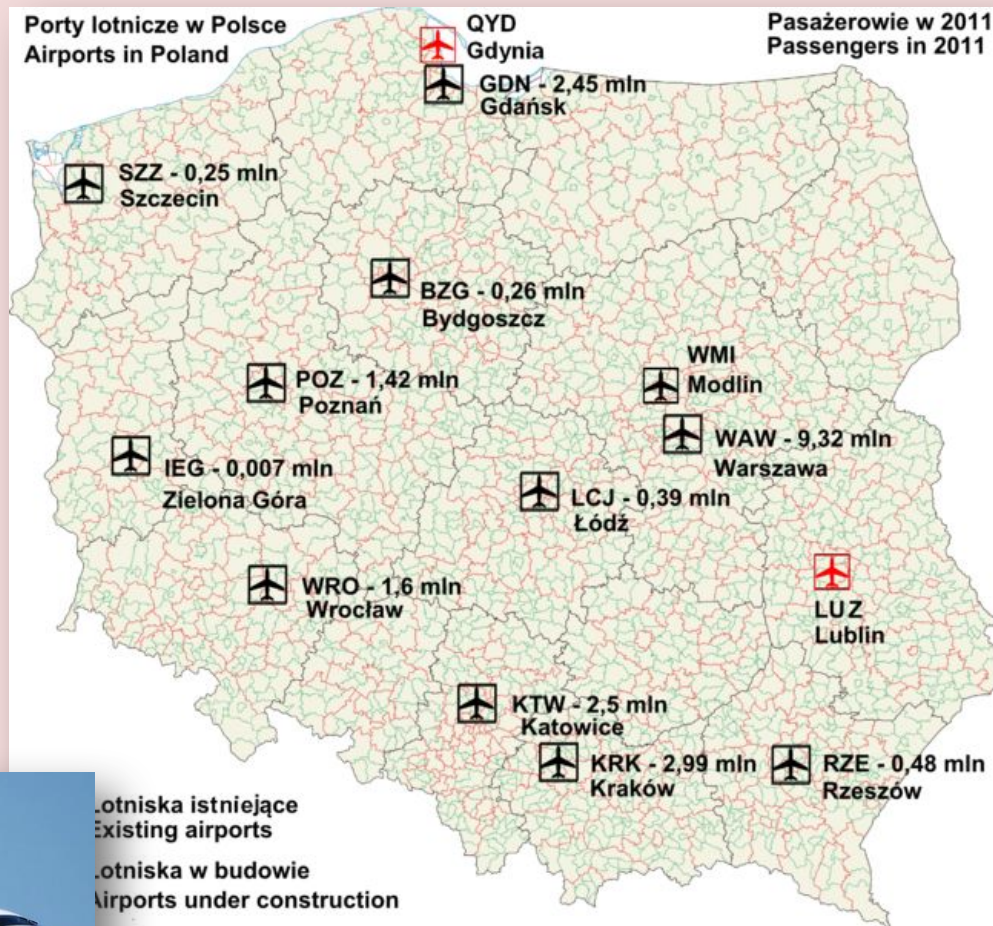 Porty lotnicze w Polsce
Airports in Poland
Pasażerowie w 2011
Passengers in 2011
QYD
Gdynia
GDN - 2,45 mln
Gdańsk
SZZ - 0,25 mln
Szczecin
BZG - 0,26 mln
Bydgoszcz
WMI
Modlin
POZ - 1,42 mln
Poznań
WAW - 9,32 mln
Warszawa
IEG - 0,007 mln
Zielona Góra
LCJ - 0,39 mln
Łódź
WRO - 1,6 mln
Wrocław
LUZ
Lublin
KTW - 2,5 mln
Katowice
KRK - 2,99 mln
Kraków
RZE - 0,48 mln
Rzeszów
Lotniska istniejące
Existing airports
Lotniska w budowie
Airports under construction